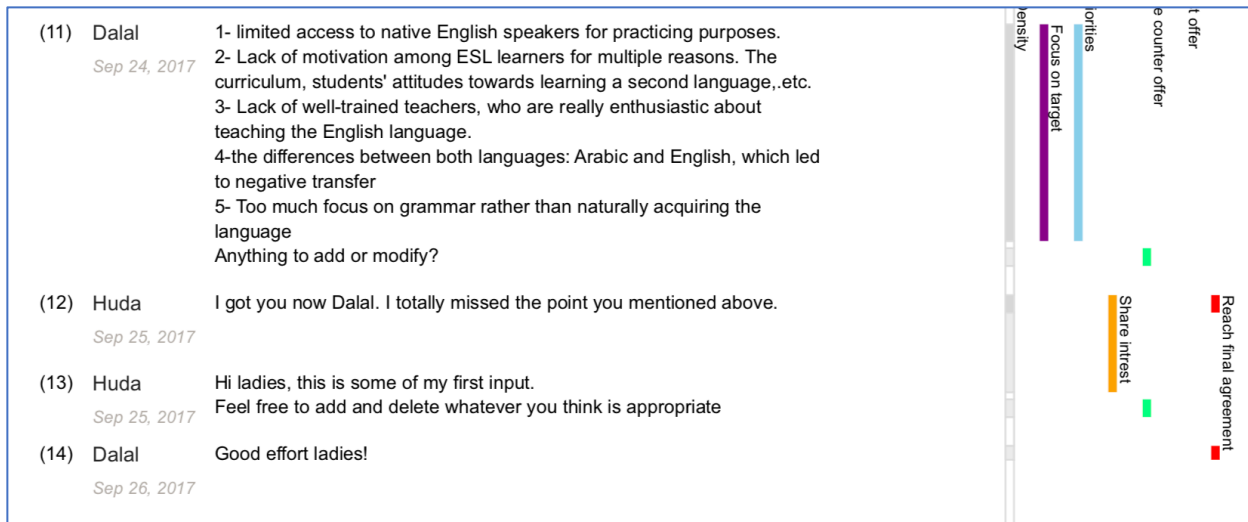 (11) Dalal 1- limited access to native English speakers for practicing purposes.
Sep 24, 2017 2- Lack of motivation among ESL learners for multiple reasons. The
curriculum, students' attitudes towards learning a second language,.etc.
3- Lack of well-trained teachers, who are really enthusiastic about
teaching the English language.
4-the differences between both languages: Arabic and English, which led
to negative transfer
5- Too much focus on grammar rather than naturally acquiring the
language
Anything to add or modify?
(12) Huda I got you now Dalal. I totally missed the point you mentioned above.
Sep 25, 2017
(13) Huda Hi ladies, this is some of my first input.
Sep 25, 2017 Feel free to add and delete whatever you think is appropriate
(14) Dalal Good effort ladies!
Sep 26, 2017
Focus on target
counter offer
offer
Share intrest
Reach final agreement